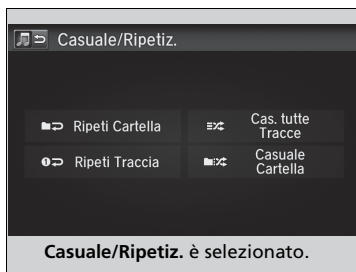 Casuale/Ripetiz.
Ripeti Cartella
Cas. tutte
Tracce
Ripeti Traccia
Casuale
Cartella
Casuale/Ripetiz. è selezionato.